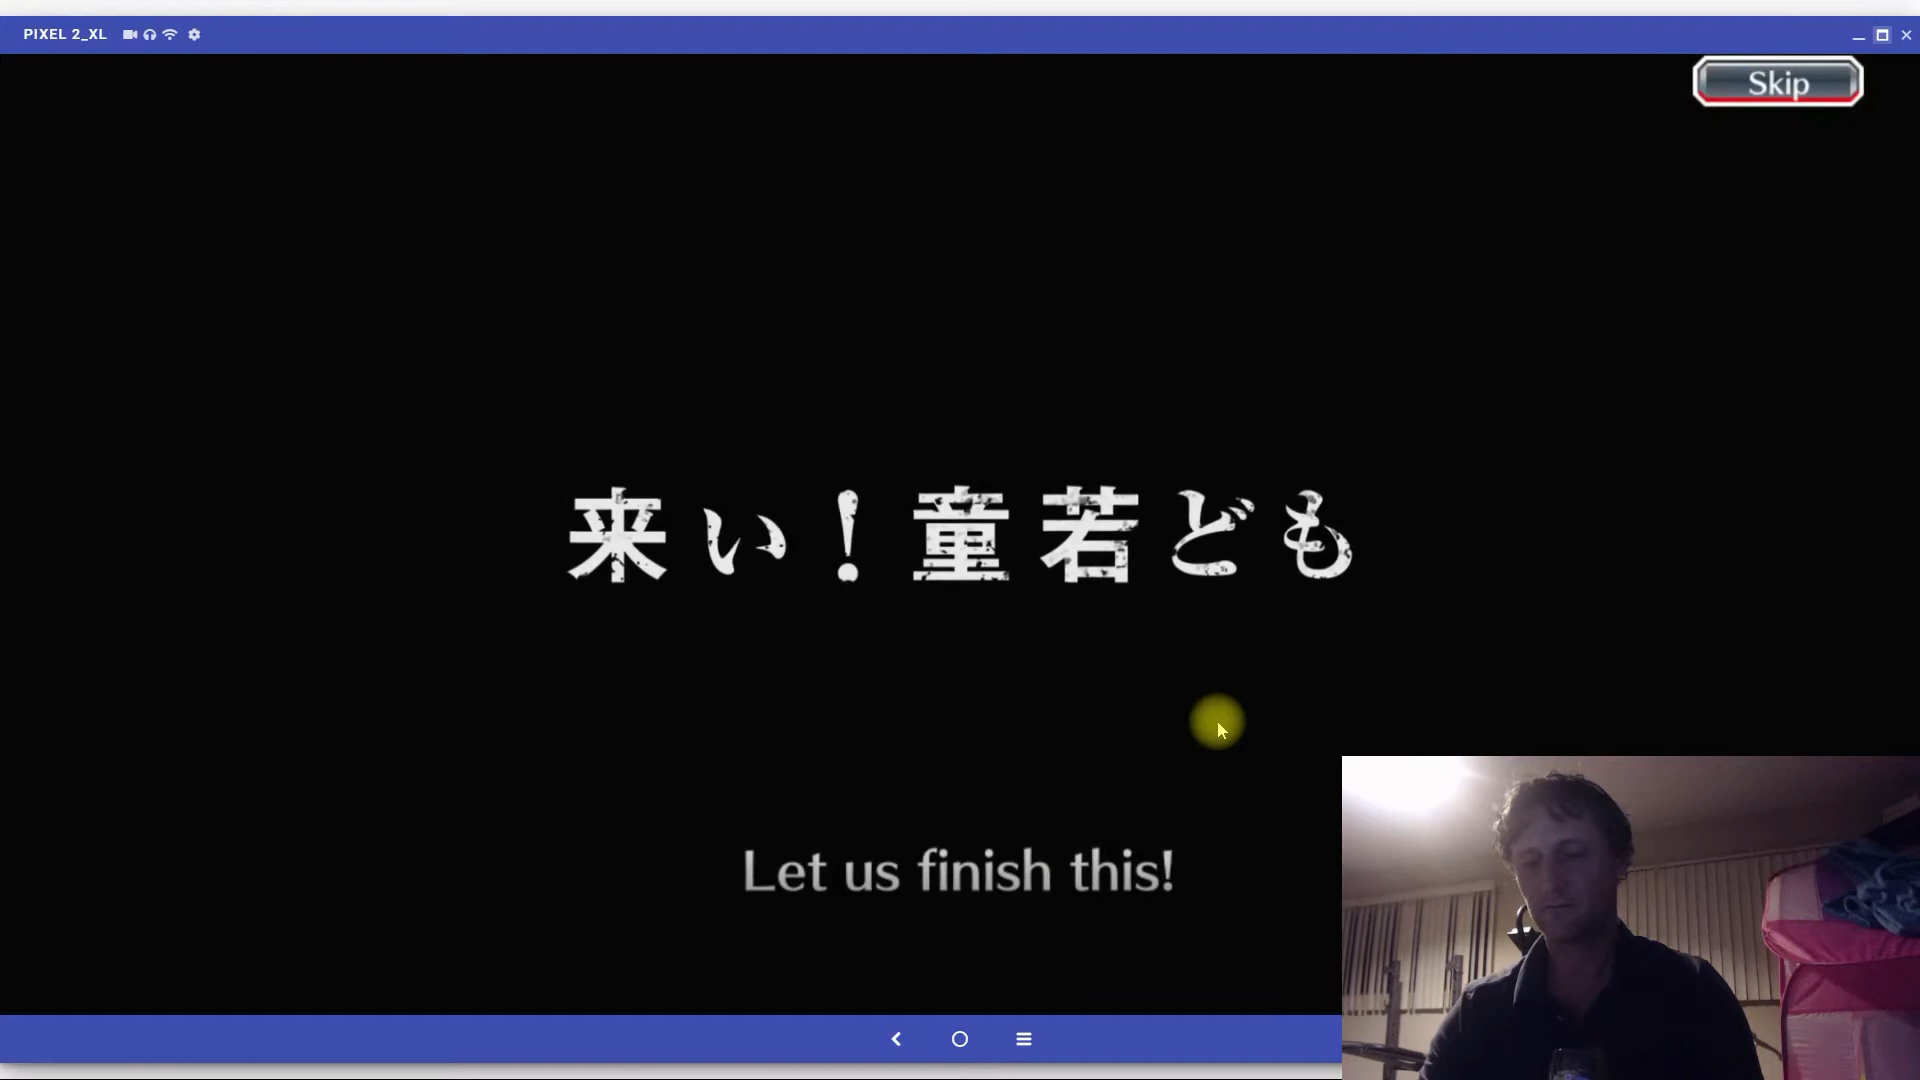 PIXEL 2_XL
Skip
来い！童若ども
Let us finish this!